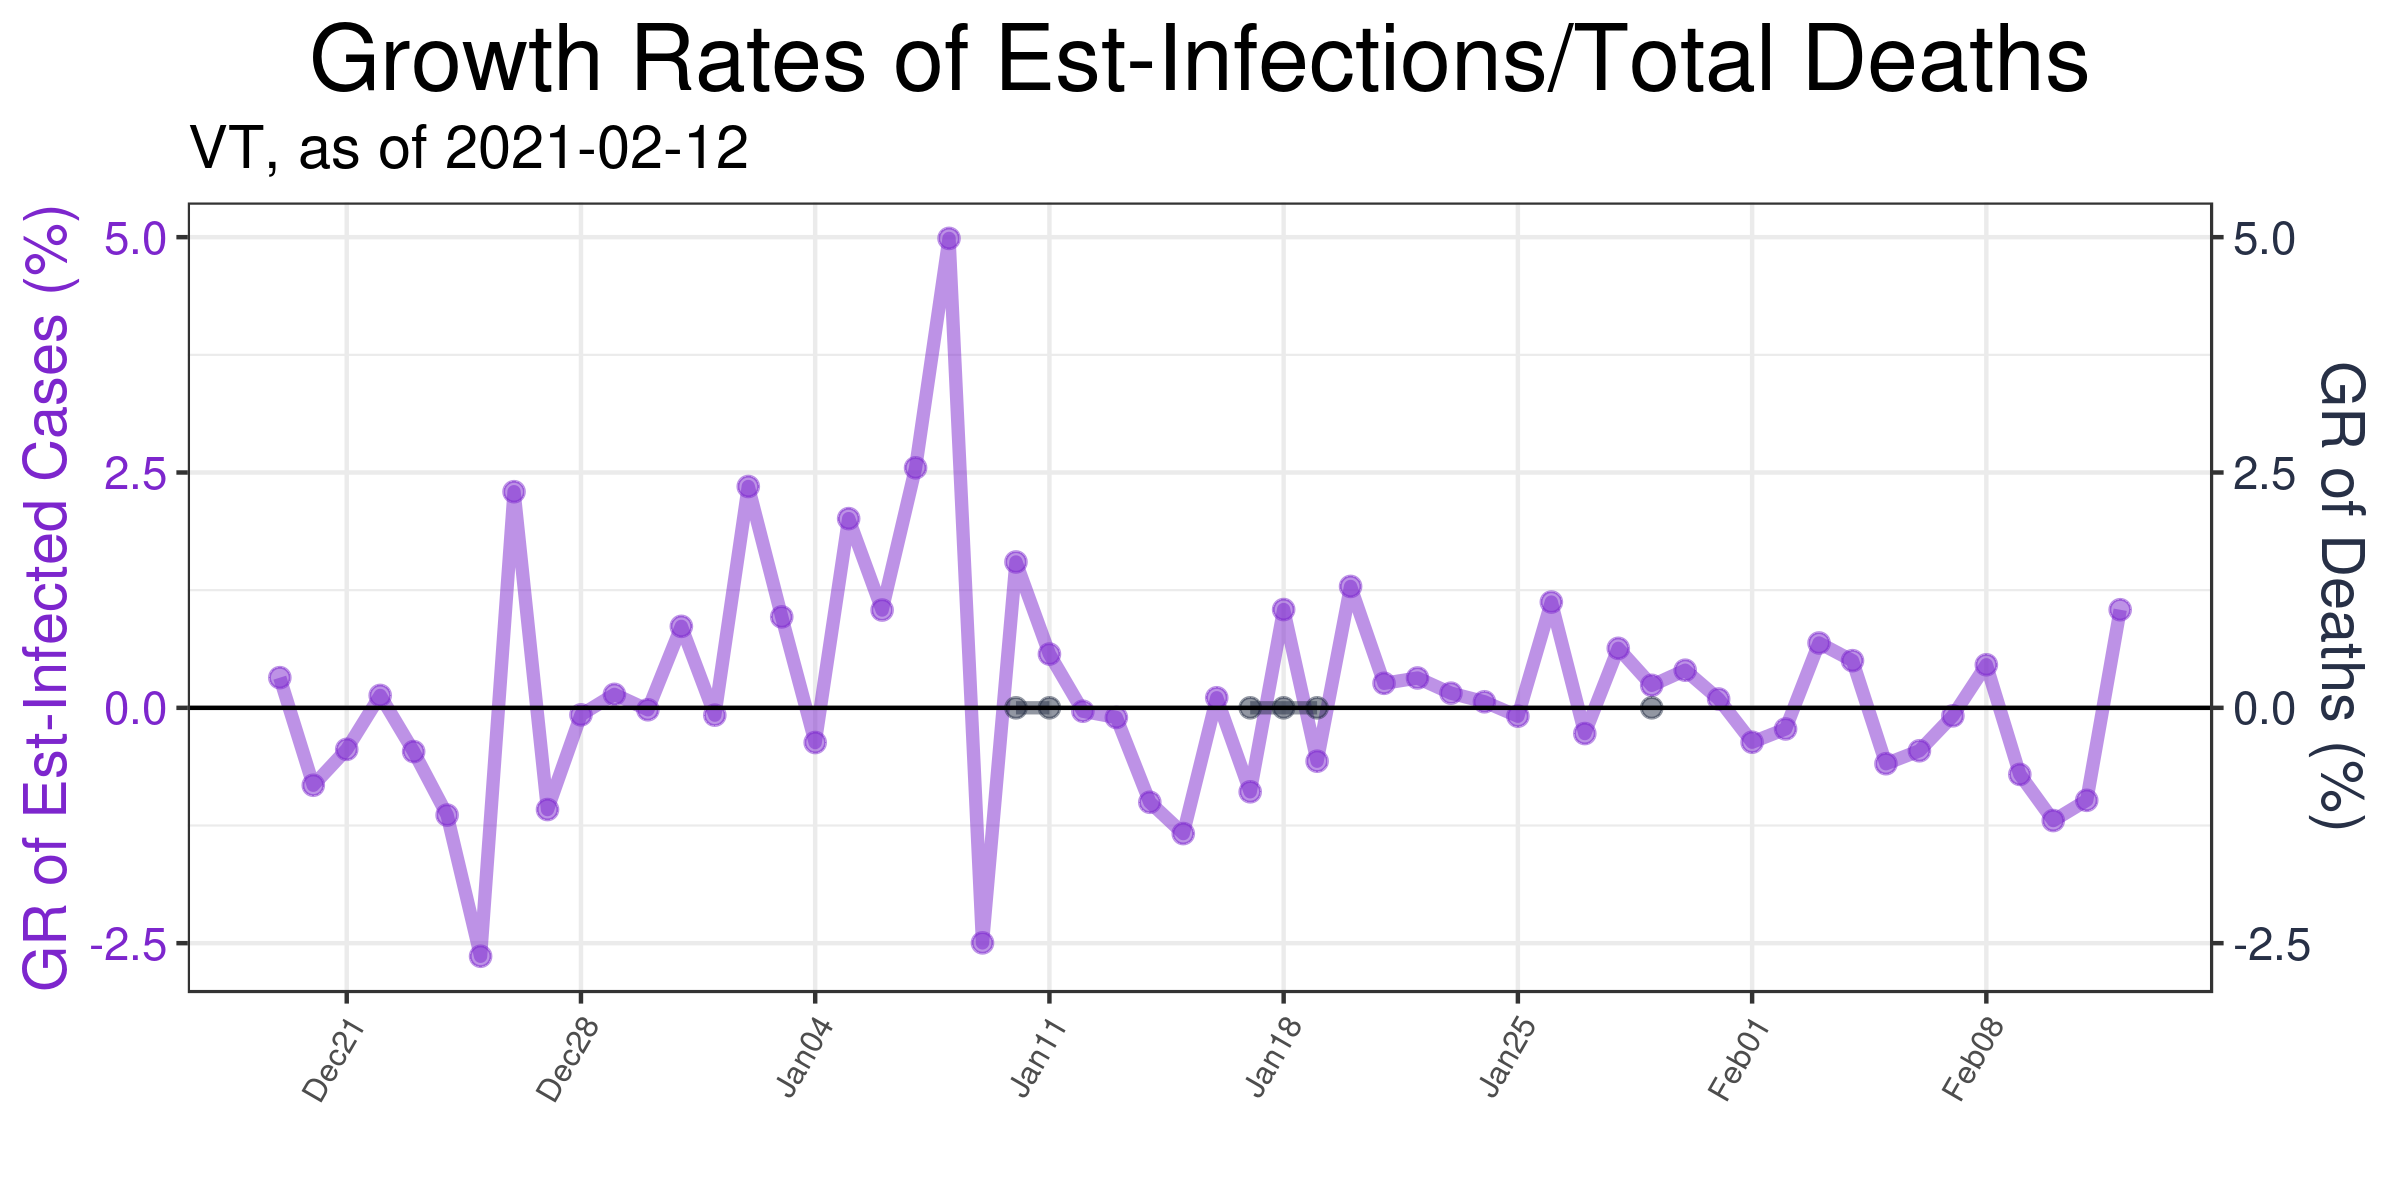 Growth Rates of Est-Infections/Total Deaths
VT, as of 2021-02-12
GR of Est-Infected Cases (%)
5.0
2.5
0.0
-2.5
5.0
2.5
0.0
-2.5
GR of Deaths (%)
Dec21
Dec28
Jan04
Jan11
Jan18
Jan25
Feb01
Feb08